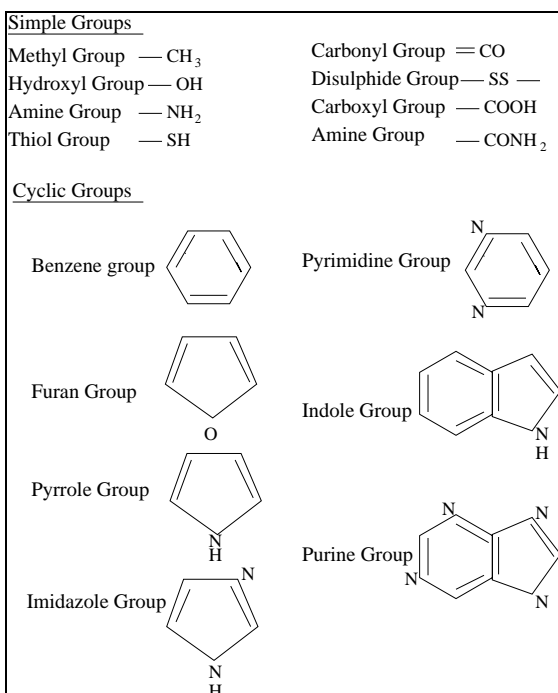 Simple Groups
Methyl Group — CH3
Hydroxyl Group — OH
Amine Group — NH2
Thiol Group — SH
Carbonyl Group = CO
Disulphide Group — SS —
Carboxyl Group — COOH
Amine Group — CONH2
Cyclic Groups
Benzene group
Pyrimidine Group
N
N
Furan Group
O
Indole Group
N
H
Pyrrole Group
N
H
Purine Group
N
N
N
N
Imidazole Group
N
N
H